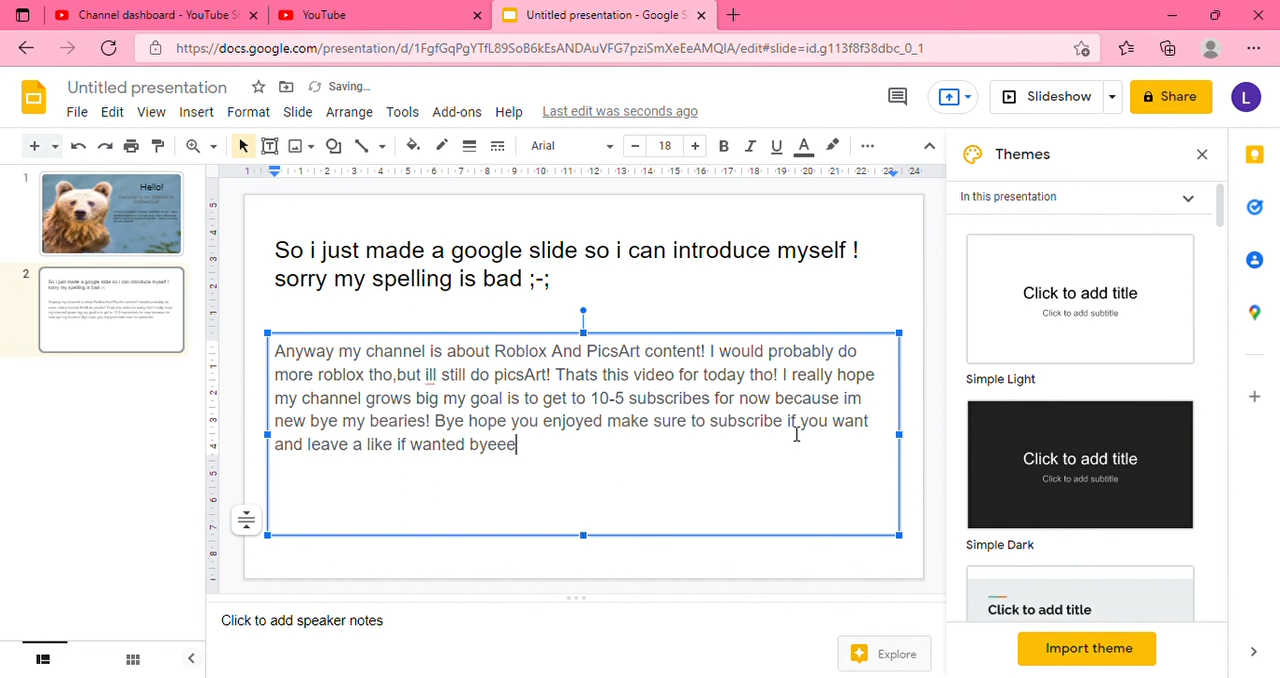 Channel dashboard - YouTube St
YouTube
Untitled presentation - Google S
https://docs.google.com/presentation/d/1FgfGqPgYTfL89SoB6kEsANDAuVFG7pziSmXeEeAMQIA/edit#slide=id.g113f8f38dbc_0_1
Untitled presentation
Saving...
File Edit View Insert Format Slide Arrange Tools Add-ons Help Last edit was seconds ago
Slideshow
Share
L
Arial
18
B I U A
Themes
In this presentation
1
Hello!
2
So i just made a google slide so i can introduce myself !
sorry my spelling is bad ;-;
Anyway my channel is about Roblox And PicsArt content! I would probably do
more roblox tho,but ill still do picsArt! Thats this video for today tho! I really hope
my channel grows big my goal is to get to 10-5 subscribes for now because im
new bye my bearies! Bye hope you enjoyed make sure to subscribe if you want
and leave a like if wanted byeee
Click to add title
Click to add subtitle
Simple Light
Click to add title
Click to add subtitle
Simple Dark
Click to add title
Import theme
Click to add speaker notes
Explore